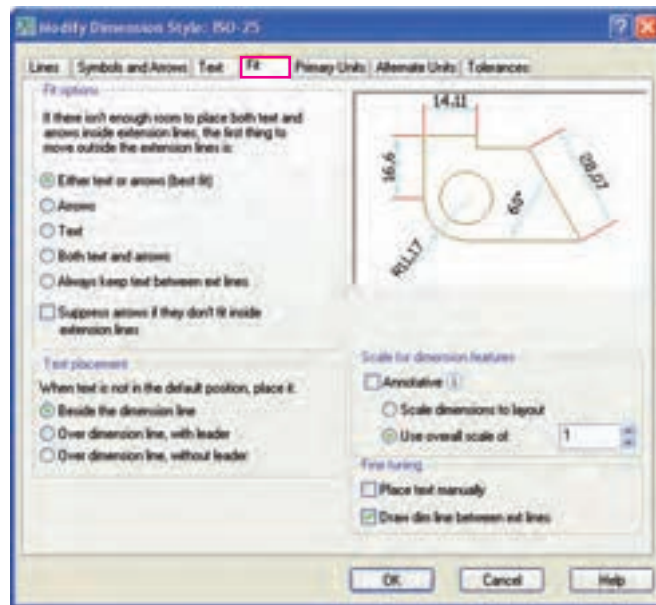 Modify Dimension Style: ISO-25
Lines Symbols and Arrows Text Fit Primary Units Alternate Units Tolerances
Fit options
If there isn't enough room to place both text and
arrows inside extension lines, the first thing to
move outside the extension lines is:
Either text or arrows (best fit)
Arrows
Text
Both text and arrows
Always keep text between ext lines
Suppress arrows if they don't fit inside
extension lines
Text placement
When text is not in the default position, place it:
Beside the dimension line
Over dimension line, with leader
Over dimension line, without leader
14,11
16,6
28,07
60°
R11,17
Scale for dimension features
Annotative
Scale dimensions to layout
Use overall scale of: 1
Fine tuning
Place text manually
Draw dim line between ext lines
OK Cancel Help